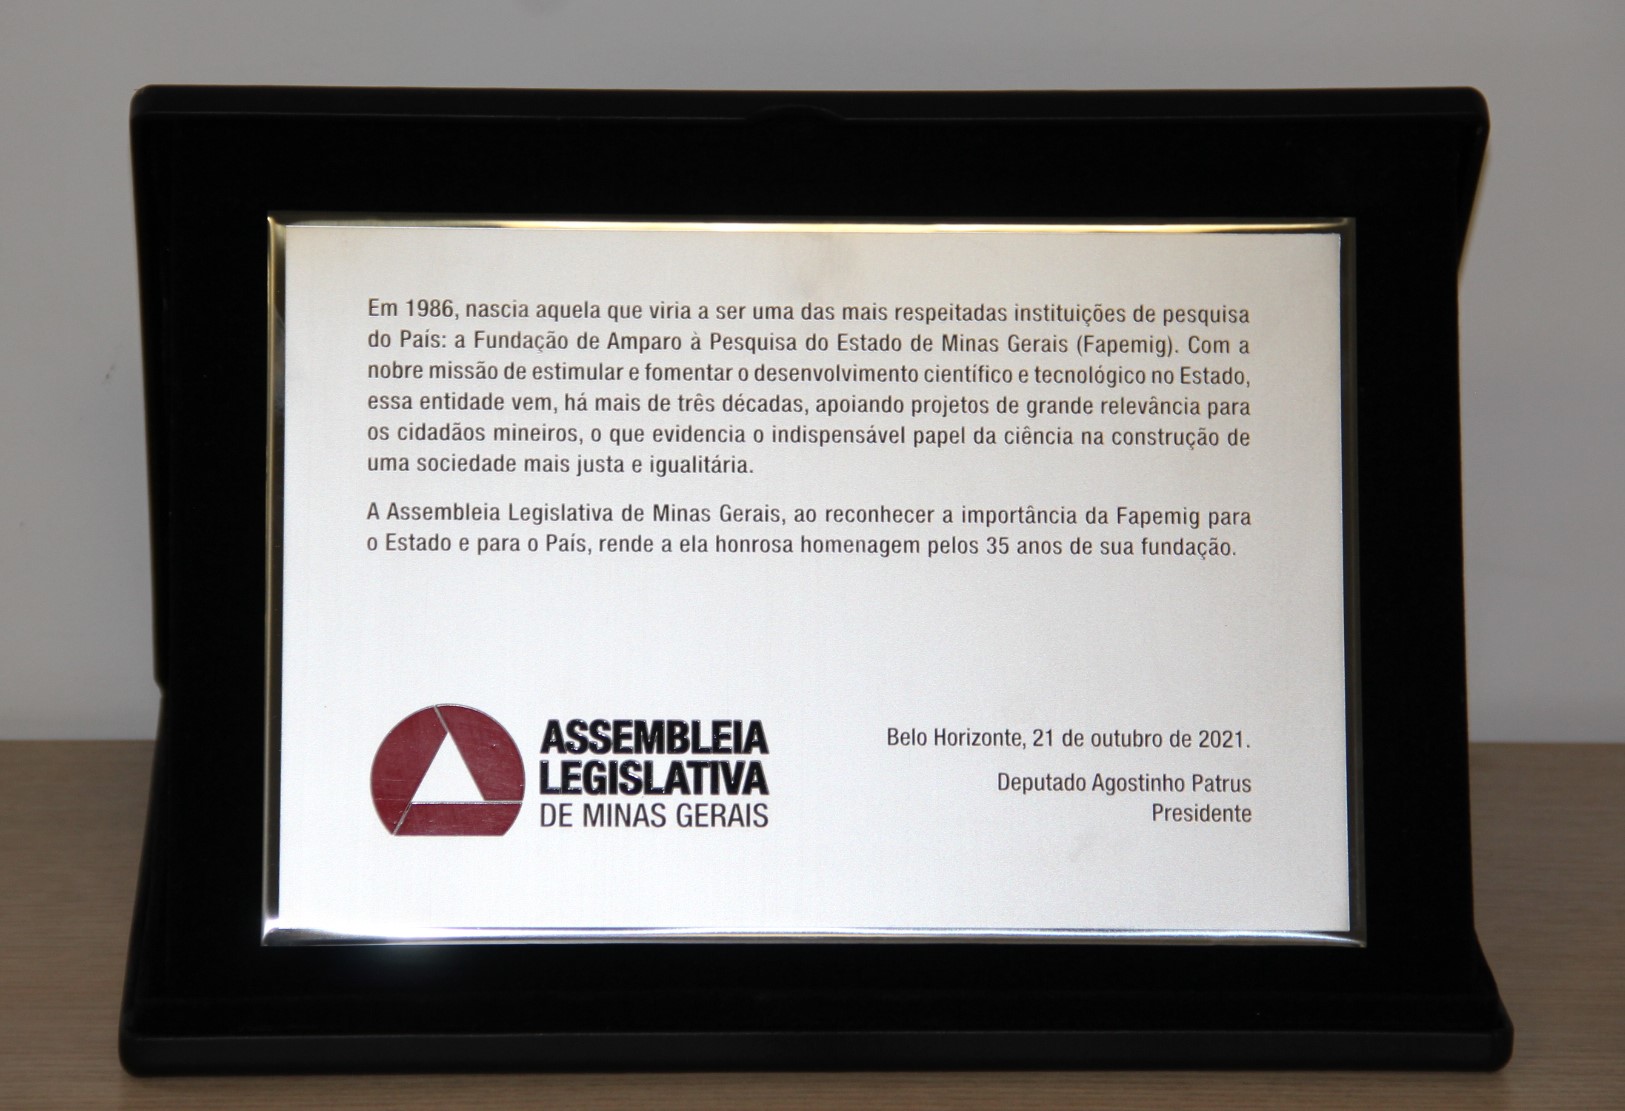 Em 1986, nascia aquela que viria a ser uma das mais respeitadas instituições de pesquisa
do País: a Fundação de Amparo à Pesquisa do Estado de Minas Gerais (Fapemig). Com a
nobre missão de estimular e fomentar o desenvolvimento científico e tecnológico no Estado,
essa entidade vem, há mais de três décadas, apoiando projetos de grande relevância para
os cidadãos mineiros, o que evidencia o indispensável papel da ciência na construção de
uma sociedade mais justa e igualitária.
A Assembleia Legislativa de Minas Gerais, ao reconhecer a importância da Fapemig para
o Estado e para o País, rende a ela honrosa homenagem pelos 35 anos de sua fundação.
ASSEMBLEIA
LEGISLATIVA
DE MINAS GERAIS
Belo Horizonte, 21 de outubro de 2021.
Deputado Agostinho Patrus
Presidente